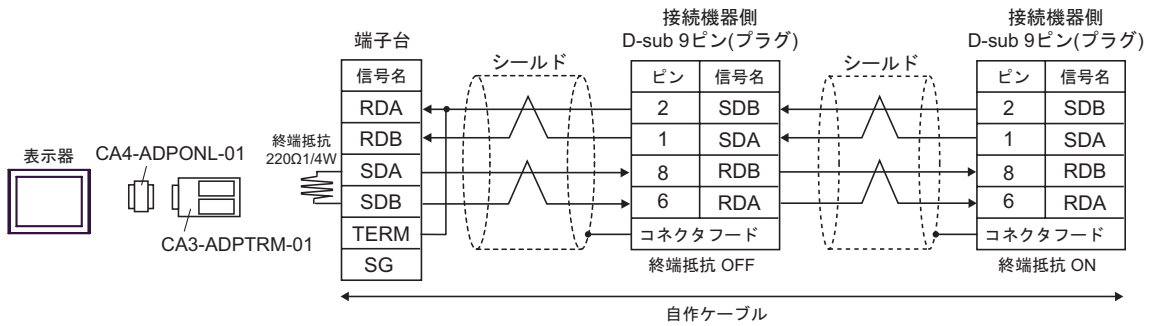 接続機器側
D-sub 9ピン(プラグ)
接続機器側
D-sub 9ピン(プラグ)
端子台
シールド
シールド
信号名
ピン 信号名
ピン 信号名
RDA
2 SDB
2 SDB
RDB
1 SDA
1 SDA
SDA
8 RDB
8 RDB
SDB
6 RDA
6 RDA
TERM
コネクタフード
コネクタフード
SG
終端抵抗 OFF
終端抵抗 ON
終端抵抗
220Ω1/4W
表示器
CA4-ADPONL-01
CA3-ADPTRM-01
自作ケーブル